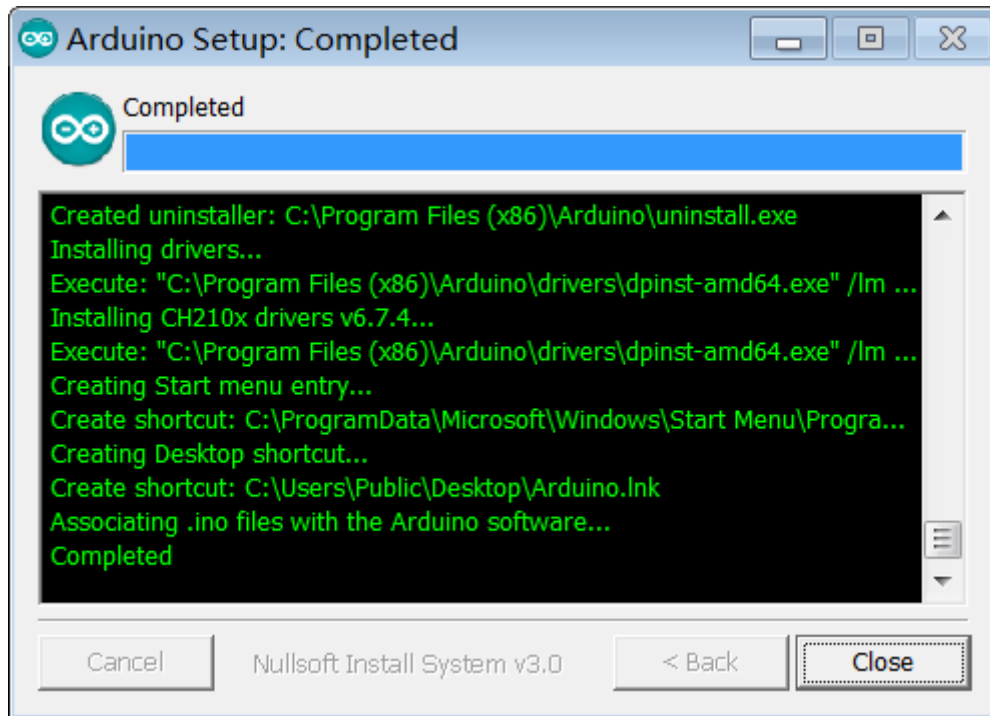 Arduino Setup: Completed
Completed
Created uninstaller: C:\Program Files (x86)\Arduino\uninstall.exe
Installing drivers...
Execute: "C:\Program Files (x86)\Arduino\drivers\dpinst-amd64.exe" /lm ...
Installing CH210x drivers v6.7.4...
Execute: "C:\Program Files (x86)\Arduino\drivers\dpinst-amd64.exe" /lm ...
Creating Start menu entry...
Create shortcut: C:\ProgramData\Microsoft\Windows\Start Menu\Progra...
Creating Desktop shortcut...
Create shortcut: C:\Users\Public\Desktop\Arduino.lnk
Associating .ino files with the Arduino software...
Completed
Cancel Nullsoft Install System v3.0 < Back Close